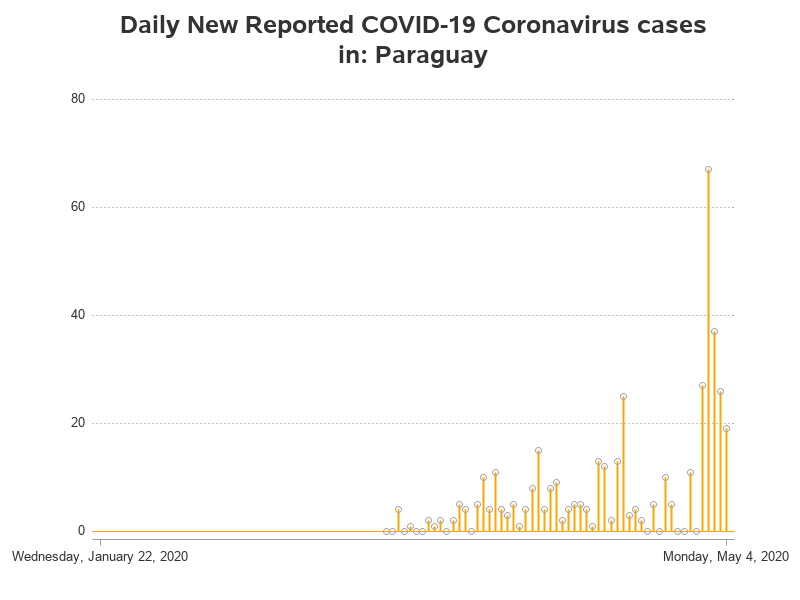 Daily New Reported COVID-19 Coronavirus cases
in: Paraguay
80
60
40
20
0
Wednesday, January 22, 2020
Monday, May 4, 2020